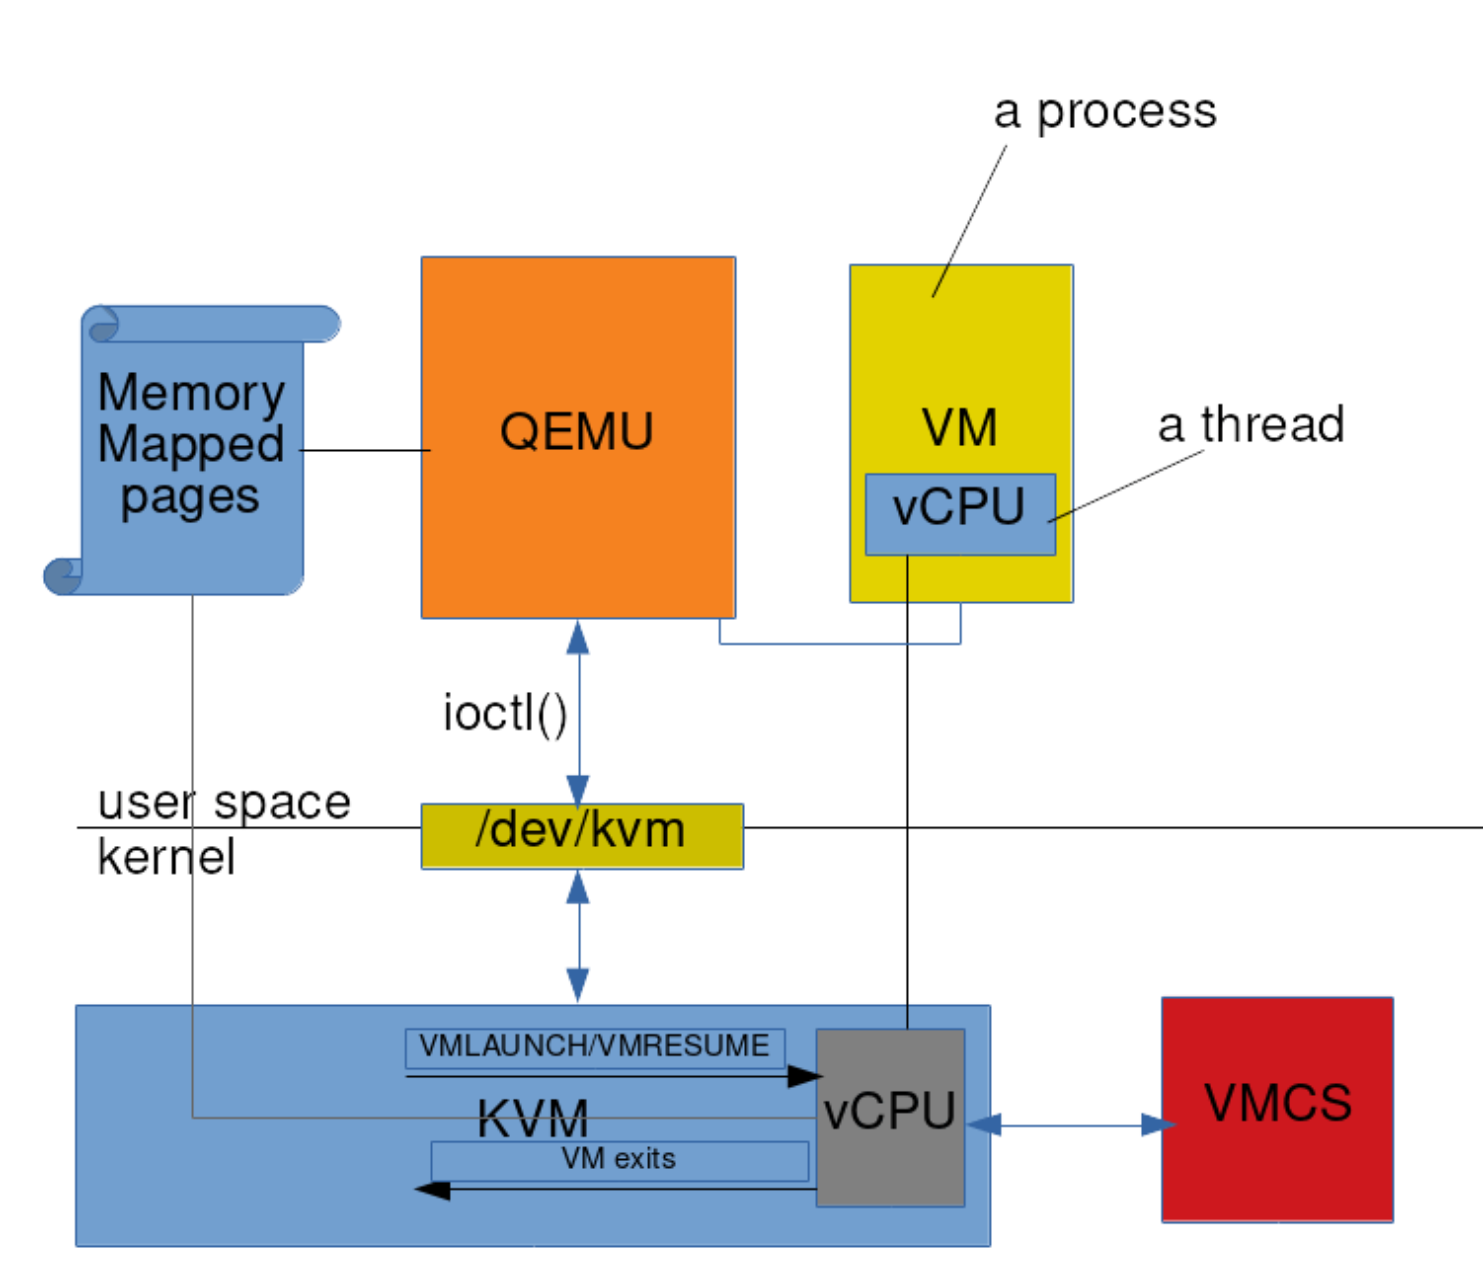 a process
Memory
Mapped
pages
QEMU
VM
a thread
vCPU
ioctl()
user space
/dev/kvm
kernel
VMLAUNCH/VMRESUME
KVM
vCPU
VMCS
VM exits